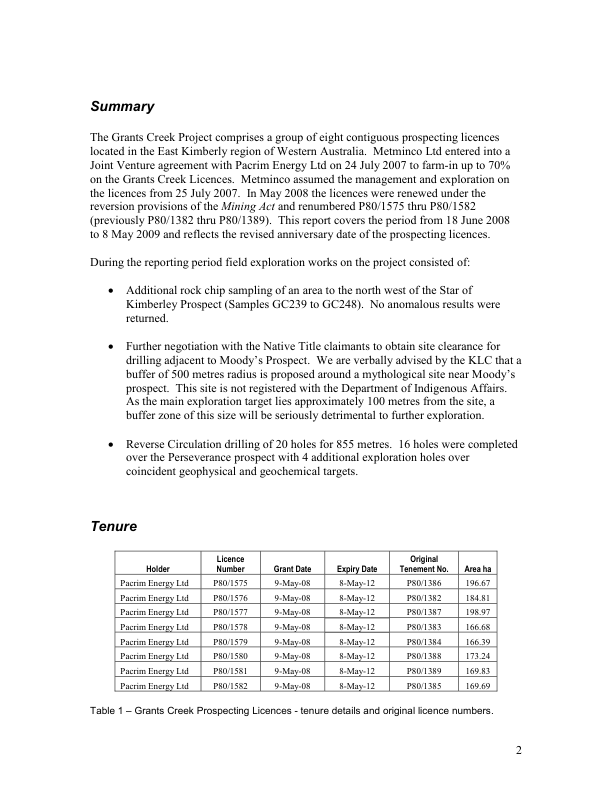 Summary
The Grants Creek Project comprises a group of eight contiguous prospecting licences
located in the East Kimberly region of Western Australia.  Metminco Ltd entered into a
Joint Venture agreement with Pacrim Energy Ltd on 24 July 2007 to farm-in up to 70%
on the Grants Creek Licences.  Metminco assumed the management and exploration on
the licences from 25 July 2007.  In May 2008 the licences were renewed under the
reversion provisions of the Mining Act and renumbered P80/1575 thru P80/1582
(previously P80/1382 thru P80/1389).  This report covers the period from 18 June 2008
to 8 May 2009 and reflects the revised anniversary date of the prospecting licences.
During the reporting period field exploration works on the project consisted of:
• Additional rock chip sampling of an area to the north west of the Star of
Kimberley Prospect (Samples GC239 to GC248).  No anomalous results were
returned.
• Further negotiation with the Native Title claimants to obtain site clearance for
drilling adjacent to Moody's Prospect.  We are verbally advised by the KLC that a
buffer of 500 metres radius is proposed around a mythological site near Moody's
prospect.  This site is not registered with the Department of Indigenous Affairs.
As the main exploration target lies approximately 100 metres from the site, a
buffer zone of this size will be seriously detrimental to further exploration.
• Reverse Circulation drilling of 20 holes for 855 metres.  16 holes were completed
over the Perseverance prospect with 4 additional exploration holes over
coincident geophysical and geochemical targets.
Tenure
Holder Licence Number Grant Date Expiry Date Original Tenement No. Area ha
Pacrim Energy Ltd P80/1575 9-May-08 8-May-12 P80/1386 196.67
Pacrim Energy Ltd P80/1576 9-May-08 8-May-12 P80/1382 184.81
Pacrim Energy Ltd P80/1577 9-May-08 8-May-12 P80/1387 198.97
Pacrim Energy Ltd P80/1578 9-May-08 8-May-12 P80/1383 166.68
Pacrim Energy Ltd P80/1579 9-May-08 8-May-12 P80/1384 166.39
Pacrim Energy Ltd P80/1580 9-May-08 8-May-12 P80/1388 173.24
Pacrim Energy Ltd P80/1581 9-May-08 8-May-12 P80/1389 169.83
Pacrim Energy Ltd P80/1582 9-May-08 8-May-12 P80/1385 169.69
Table 1 – Grants Creek Prospecting Licences - tenure details and original licence numbers.
2